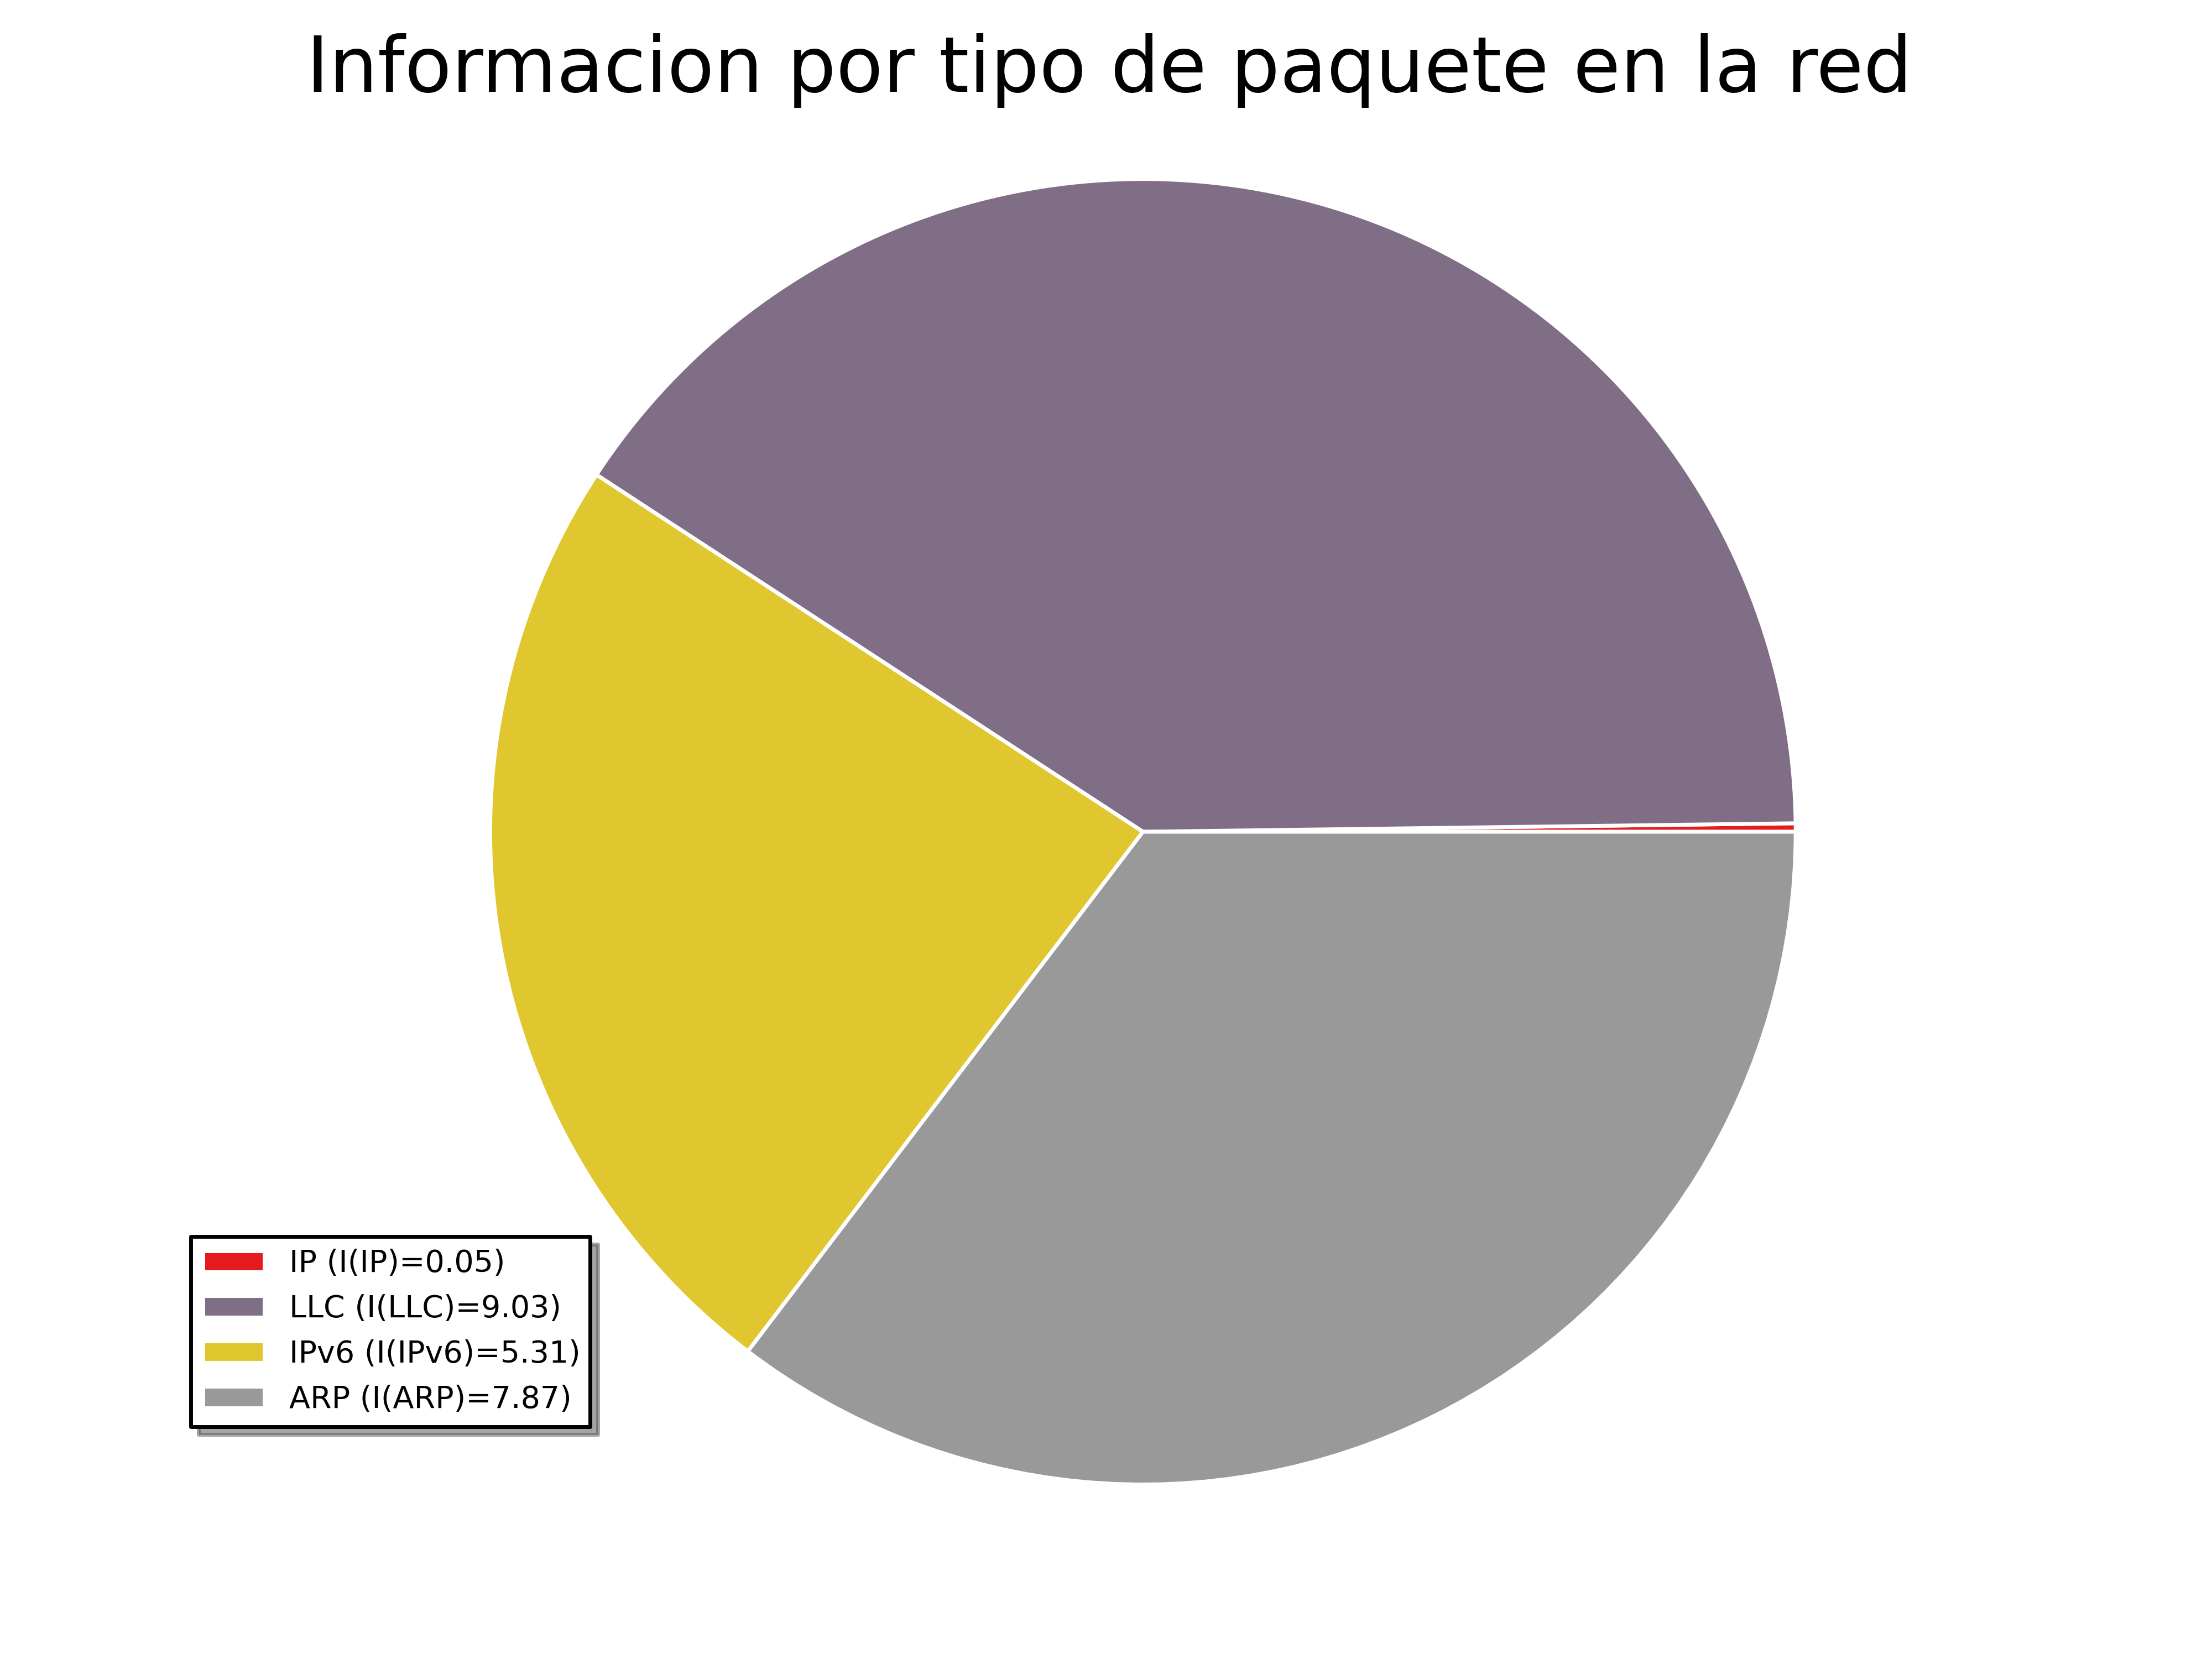 Informacion por tipo de paquete en la red
IP (I(IP)=0.05)
LLC (I(LLC)=9.03)
IPv6 (I(IPv6)=5.31)
ARP (I(ARP)=7.87)